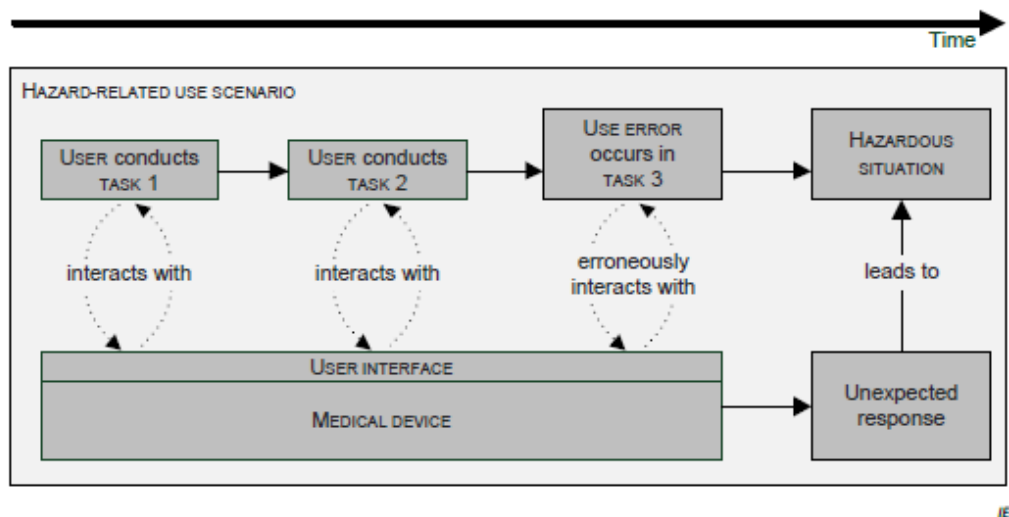 Time
HAZARD-RELATED USE SCENARIO
USER conducts
TASK 1
USER conducts
TASK 2
USE ERROR
occurs in
TASK 3
HAZARDOUS
SITUATION
interacts with
interacts with
erroneously
interacts with
leads to
USER INTERFACE
MEDICAL DEVICE
Unexpected
response